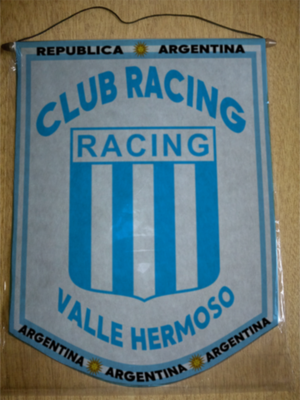 REPUBLICA ARGENTINA
CLUB RACING
RACING
VALLE HERMOSO
ARGENTINA ARGENTINA ARGENTINA